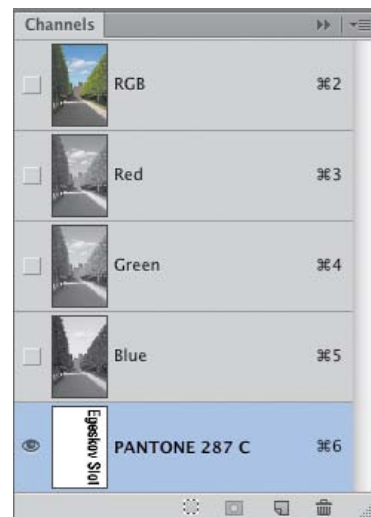 Channels
RGB ⌘2
Red ⌘3
Green ⌘4
Blue ⌘5
Egeskov Slot
PANTONE 287 C ⌘6